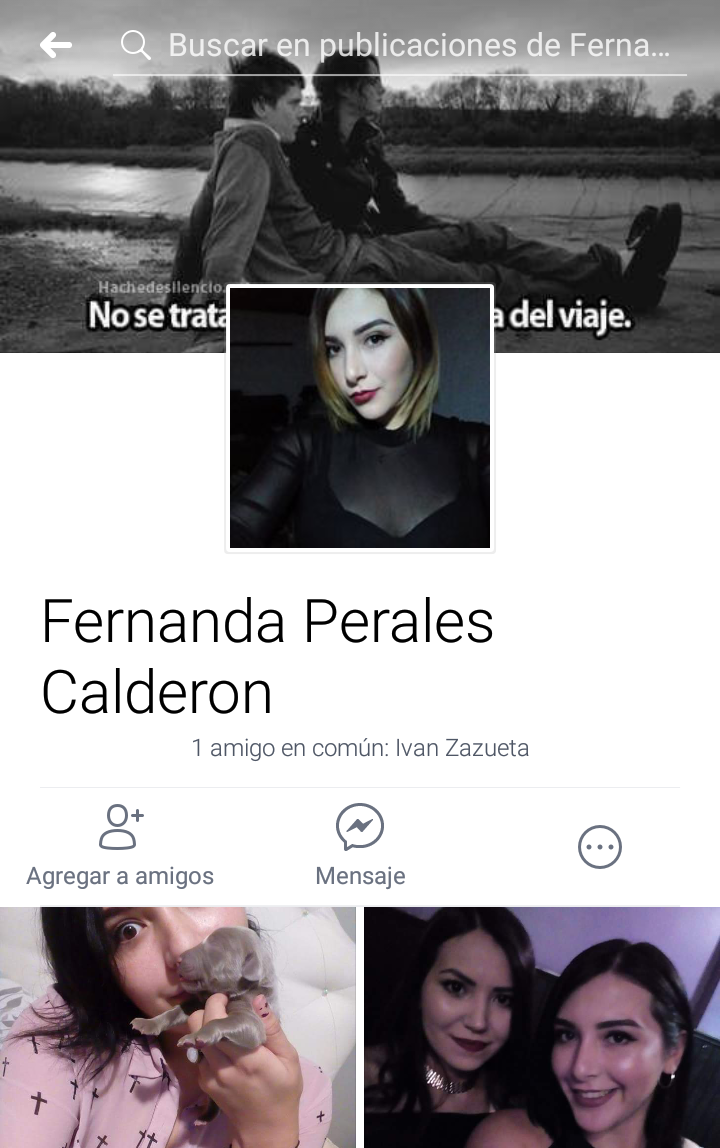 Buscar en publicaciones de Ferna...
Hachedesilencio.
No se trata
a del viaje.
Fernanda Perales
Calderon
1 amigo en común: Ivan Zazueta
Agregar a amigos
Mensaje